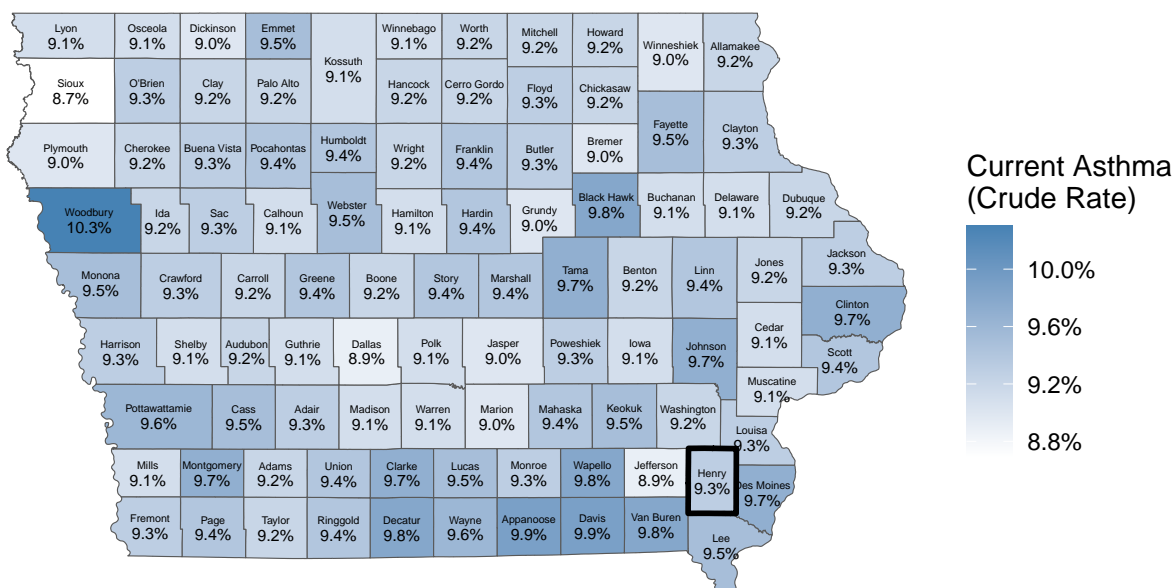 Lyon
9.1%
Osceola
9.1%
Dickinson
9.0%
Emmet
9.5%
Kossuth
9.1%
Winnebago
9.1%
Worth
9.2%
Mitchell
9.2%
Howard
9.2%
Winneshiek
9.0%
Allamakee
9.2%
Sioux
8.7%
O'Brien
9.3%
Clay
9.2%
Palo Alto
9.2%
Hancock
9.2%
Cerro Gordo
9.2%
Floyd
9.3%
Chickasaw
9.2%
Fayette
9.5%
Clayton
9.3%
Plymouth
9.0%
Cherokee
9.2%
Buena Vista
9.3%
Pocahontas
9.4%
Humboldt
9.4%
Wright
9.2%
Franklin
9.4%
Butler
9.3%
Bremer
9.0%
Woodbury
10.3%
Ida
9.2%
Sac
9.3%
Calhoun
9.1%
Webster
9.5%
Hamilton
9.1%
Hardin
9.4%
Grundy
9.0%
Black Hawk
9.8%
Buchanan
9.1%
Delaware
9.1%
Dubuque
9.2%
Monona
9.5%
Crawford
9.3%
Carroll
9.2%
Greene
9.4%
Boone
9.2%
Story
9.4%
Marshall
9.4%
Tama
9.7%
Benton
9.2%
Linn
9.4%
Jones
9.2%
Jackson
9.3%
Clinton
9.7%
Harrison
9.3%
Shelby
9.1%
Audubon
9.2%
Guthrie
9.1%
Dallas
8.9%
Polk
9.1%
Jasper
9.0%
Poweshiek
9.3%
Iowa
9.1%
Johnson
9.7%
Cedar
9.1%
Scott
9.4%
Muscatine
9.1%
Pottawattamie
9.6%
Cass
9.5%
Adair
9.3%
Madison
9.1%
Warren
9.1%
Marion
9.0%
Mahaska
9.4%
Keokuk
9.5%
Washington
9.2%
Louisa
9.3%
Mills
9.1%
Montgomery
9.7%
Adams
9.2%
Union
9.4%
Clarke
9.7%
Lucas
9.5%
Monroe
9.3%
Wapello
9.8%
Jefferson
8.9%
Henry
9.3%
Des Moines
9.7%
Fremont
9.3%
Page
9.4%
Taylor
9.2%
Ringgold
9.4%
Decatur
9.8%
Wayne
9.6%
Appanoose
9.9%
Davis
9.9%
Van Buren
9.8%
Lee
9.5%
Current Asthma
(Crude Rate)
10.0%
9.6%
9.2%
8.8%